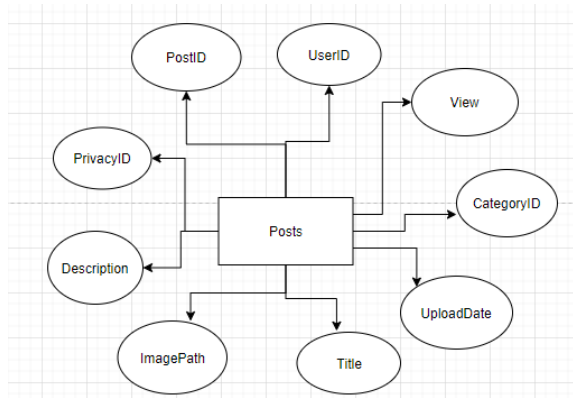 PostID
UserID
View
PrivacyID
CategoryID
Posts
Description
UploadDate
ImagePath
Title